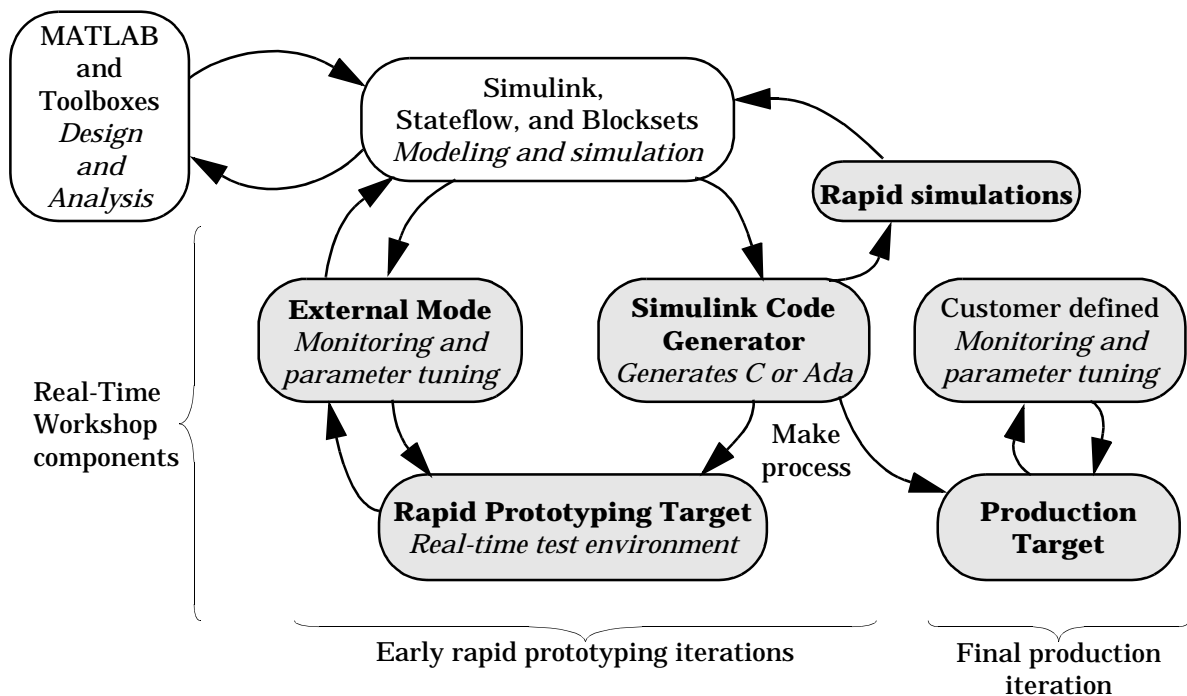 MATLAB
and
Toolboxes
Design
and
Analysis
Simulink,
Stateflow, and Blocksets
Modeling and simulation
Rapid simulations
External Mode
Monitoring and
parameter tuning
Simulink Code
Generator
Generates C or Ada
Customer defined
Monitoring and
parameter tuning
Real-Time
Workshop
components
Make
process
Rapid Prototyping Target
Real-time test environment
Production
Target
Early rapid prototyping iterations
Final production
iteration